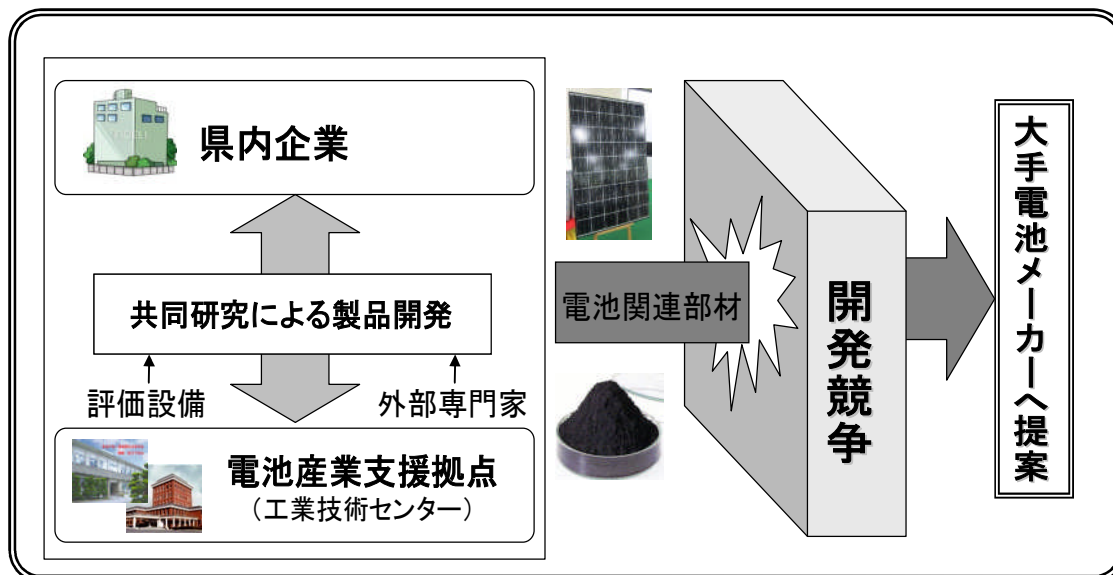 県内企業
共同研究による製品開発
評価設備
外部専門家
電池産業支援拠点
（工業技術センター）
電池関連部材
開発競争
大手電池メーカーへ提案